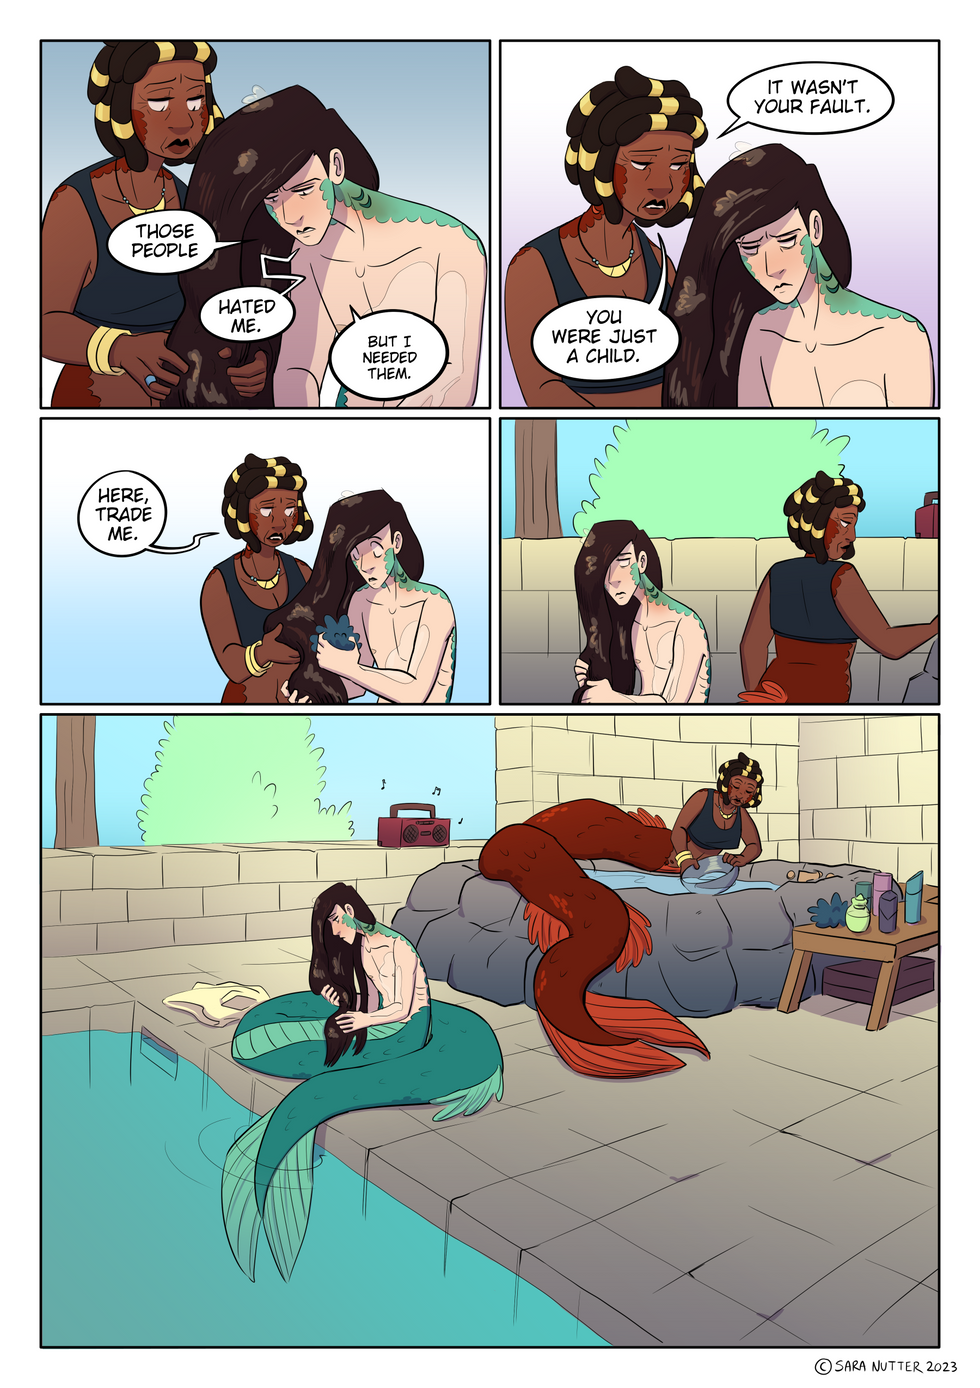 THOSE
PEOPLE
HATED
ME.
BUT I
NEEDED
THEM.
IT WASN'T
YOUR FAULT.
YOU
WERE JUST
A CHILD.
HERE,
TRADE
ME.
© SARA NUTTER 2023